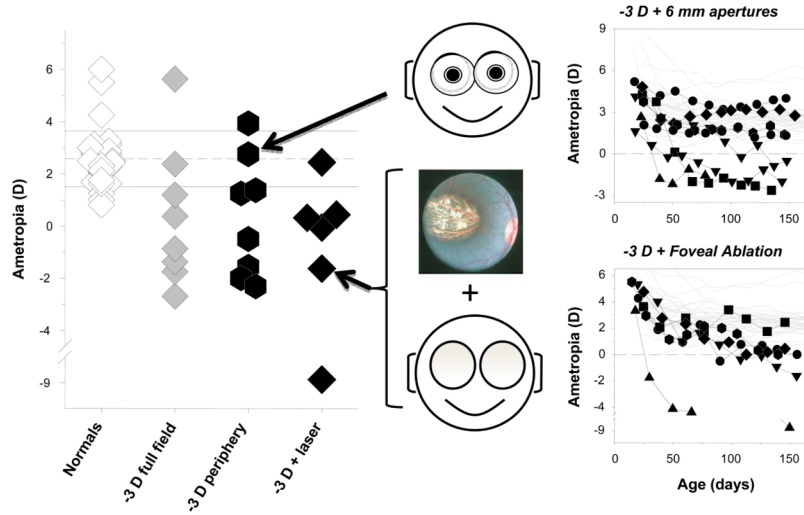 6
4
2
0
-2
-4
-9
Ametropia (D)
Normals
-3 D full field
-3 D periphery
-3 D + laser
+
-3 D + 6 mm apertures
9
6
3
0
-3
Ametropia (D)
0 50 100 150
-3 D + Foveal Ablation
6
4
2
0
-2
-4
-9
Ametropia (D)
0 50 100 150
Age (days)